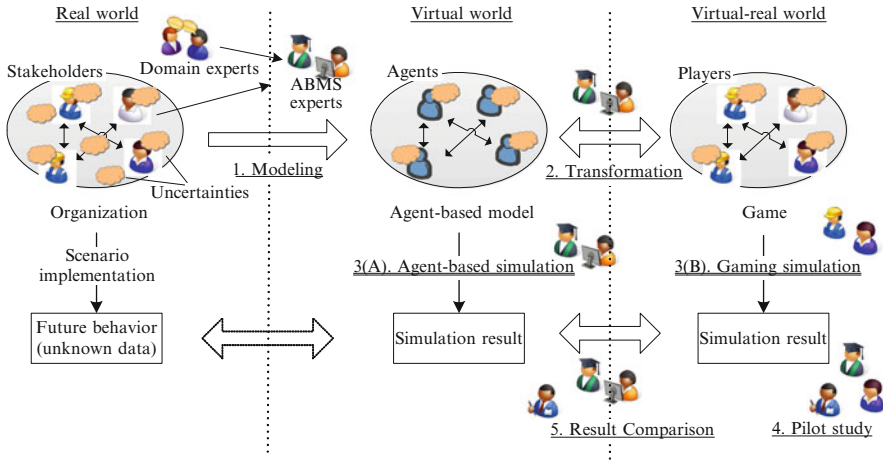 Real world
Virtual world
Virtual-real world
Stakeholders
Domain experts
ABMS
experts
Agents
Players
1. Modeling
2. Transformation
Uncertainties
Organization
Agent-based model
Game
Scenario
implementation
3(A). Agent-based simulation
3(B). Gaming simulation
Future behavior
(unknown data)
Simulation result
Simulation result
5. Result Comparison
4. Pilot study